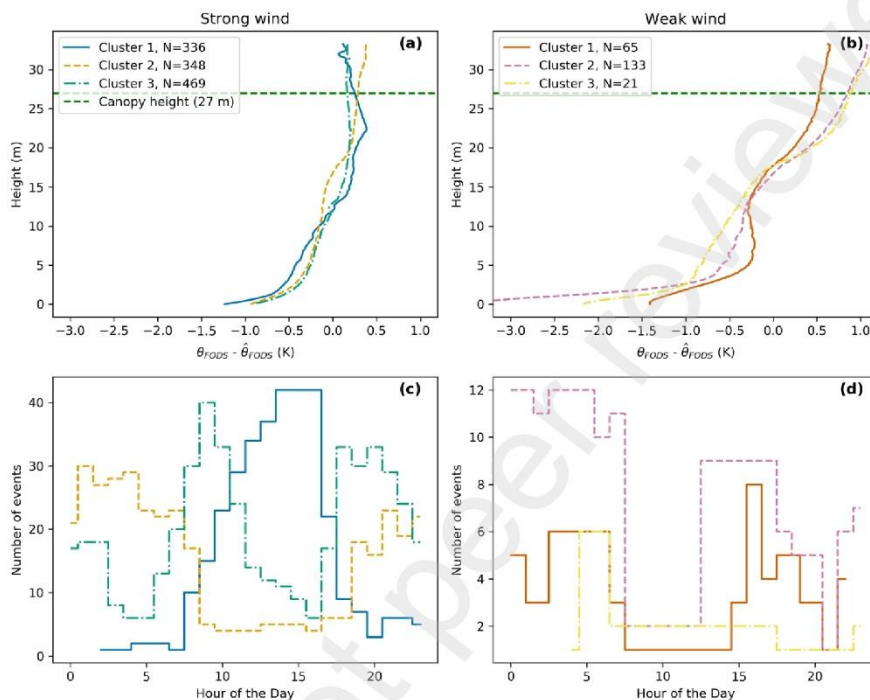 Strong wind
Weak wind
(a)
Cluster 1, N=336
Cluster 2, N=348
Cluster 3, N=469
Canopy height (27 m)
Height (m)
30
25
20
15
10
5
0
−3.0 −2.5 −2.0 −1.5 −1.0 −0.5 0.0 0.5 1.0
θFODS - θ̂FODS (K)
(b)
Cluster 1, N=65
Cluster 2, N=133
Cluster 3, N=21
Height (m)
30
25
20
15
10
5
0
−3.0 −2.5 −2.0 −1.5 −1.0 −0.5 0.0 0.5 1.0
θFODS - θ̂FODS (K)
(c)
Number of events
40
30
20
10
0
0 5 10 15 20
Hour of the Day
(d)
Number of events
12
10
8
6
4
2
0 5 10 15 20
Hour of the Day
ot peer reviewe